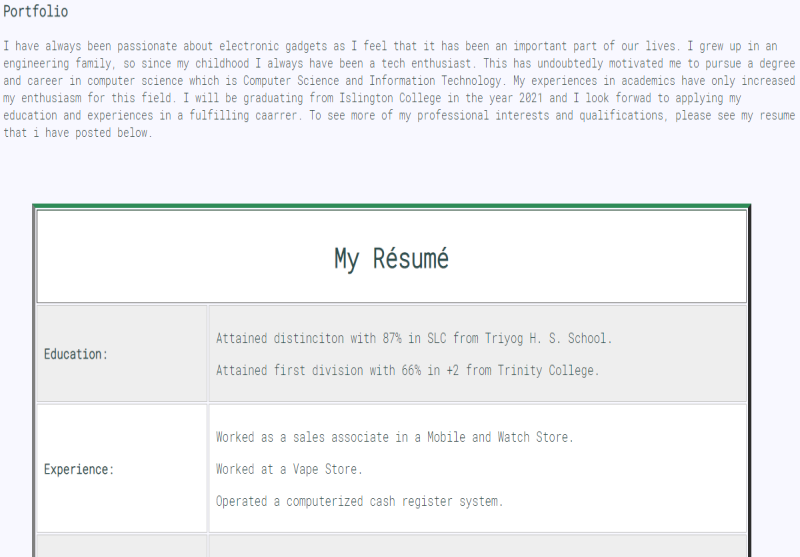 Portfolio
I have always been passionate about electronic gadgets as I feel that it has been an important part of our lives. I grew up in an
engineering family, so since my childhood I always have been a tech enthusiast. This has undoubtedly motivated me to pursue a degree
and career in computer science which is Computer Science and Information Technology. My experiences in academics have only increased
my enthusiasm for this field. I will be graduating from Islington College in the year 2021 and I look forwad to applying my
education and experiences in a fulfilling caarrer. To see more of my professional interests and qualifications, please see my resume
that i have posted below.
My Résumé
Education:
Attained distinciton with 87% in SLC from Triyog H. S. School.
Attained first division with 66% in +2 from Trinity College.
Experience:
Worked as a sales associate in a Mobile and Watch Store.
Worked at a Vape Store.
Operated a computerized cash register system.